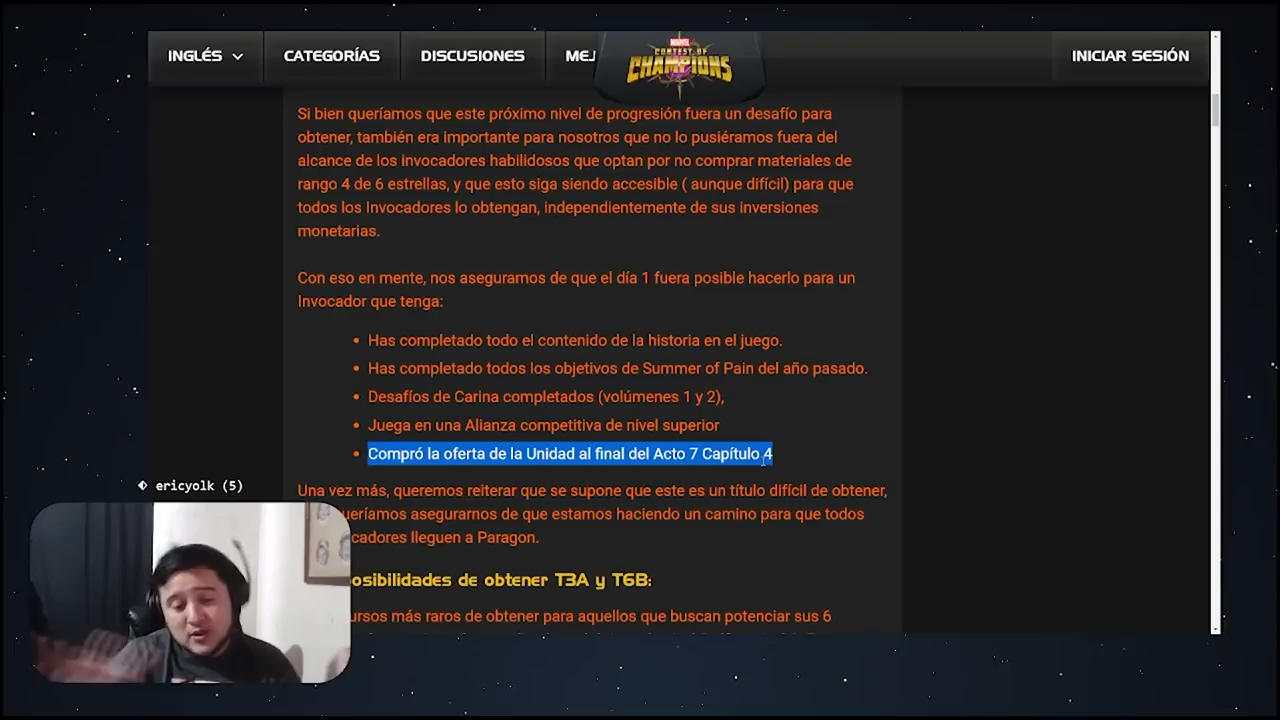 INGLÉS
CATEGORÍAS
DISCUSIONES
MEJ
MARVEL
CONTEST OF
CHAMPIONS
INICIAR SESIÓN
Si bien queríamos que este próximo nivel de progresión fuera un desafío para
obtener, también era importante para nosotros que no lo pusiéramos fuera del
alcance de los invocadores habilidosos que optan por no comprar materiales de
rango 4 de 6 estrellas, y que esto siga siendo accesible ( aunque difícil) para que
todos los Invocadores lo obtengan, independientemente de sus inversiones
monetarias.
Con eso en mente, nos aseguramos de que el día 1 fuera posible hacerlo para un
Invocador que tenga:
• Has completado todo el contenido de la historia en el juego.
• Has completado todos los objetivos de Summer of Pain del año pasado.
• Desafíos de Carina completados (volúmenes 1 y 2),
• Juega en una Alianza competitiva de nivel superior
• Compró la oferta de la Unidad al final del Acto 7 Capítulo 4
ericyolk (5)
Una vez más, queremos reiterar que se supone que este es un título difícil de obtener,
ueríamos asegurarnos de que estamos haciendo un camino para que todos
cadores lleguen a Paragon.
osibilidades de obtener T3A y T6B:
ursos más raros de obtener para aquellos que buscan potenciar sus 6